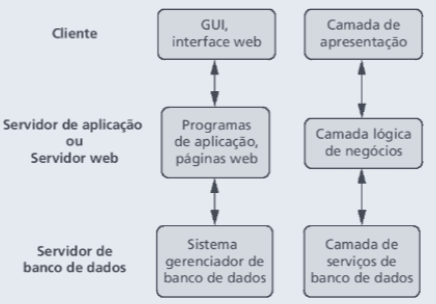 Cliente
GUI,
interface web
Camada de
apresentação
Servidor de aplicação
ou
Servidor web
Programas
de aplicação,
páginas web
Camada lógica
de negócios
Servidor de
banco de dados
Sistema
gerenciador de
banco de dados
Camada de
serviços de
banco de dados